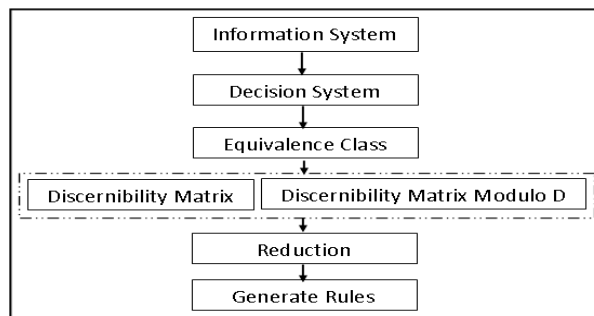 Information System
Decision System
Equivalence Class
Discernibility Matrix
Discernibility Matrix Modulo D
Reduction
Generate Rules